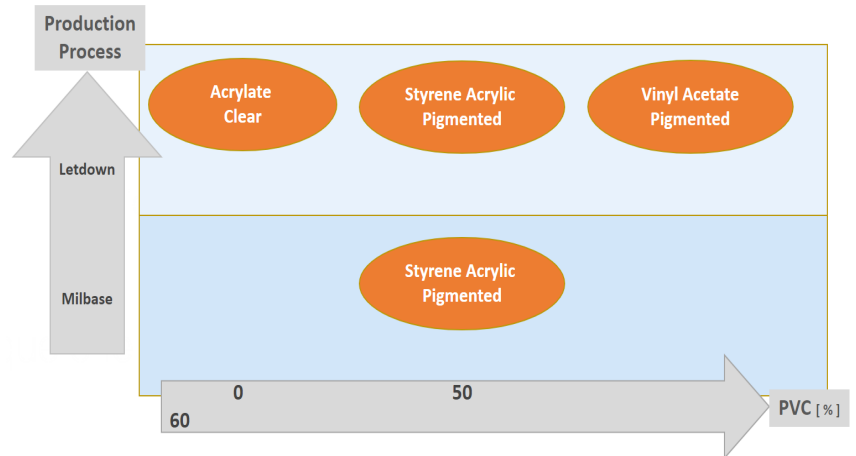 Production
Process
Acrylate
Clear
Styrene Acrylic
Pigmented
Vinyl Acetate
Pigmented
Letdown
Styrene Acrylic
Pigmented
Milbase
0 50
60
PVC [ % ]